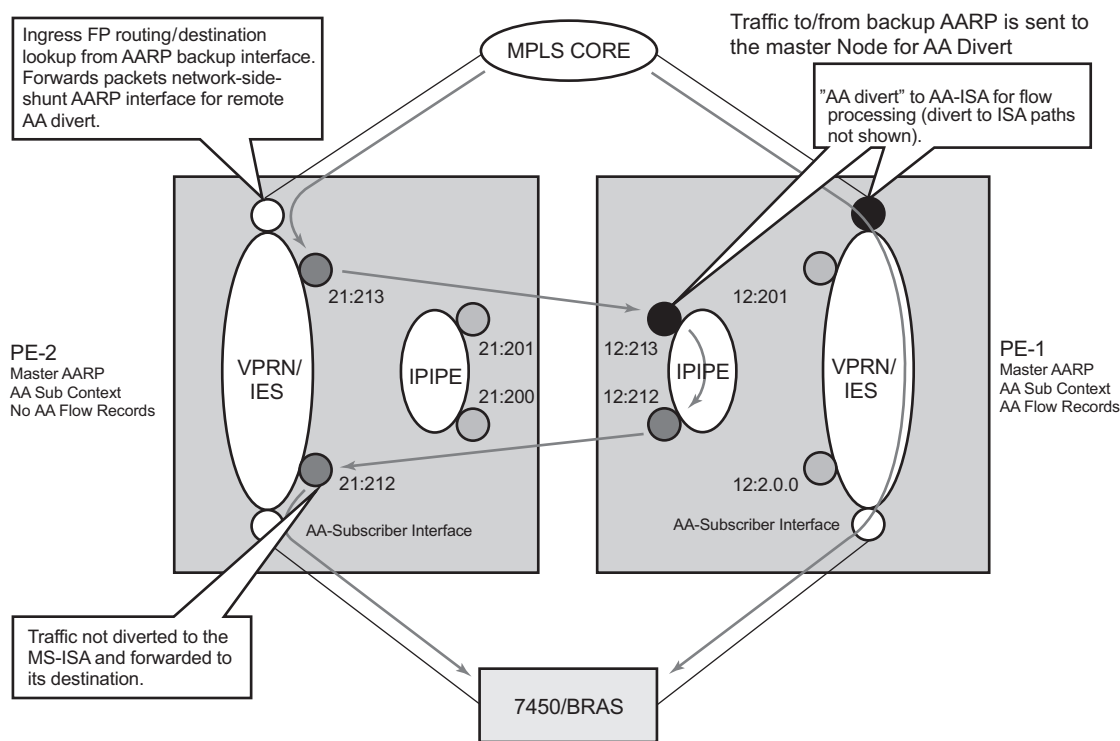 Ingress FP routing/destination
lookup from AARP backup interface.
Forwards packets network-side-
shunt AARP interface for remote
AA divert.
MPLS CORE
Traffic to/from backup AARP is sent to
the master Node for AA Divert
"AA divert" to AA-ISA for flow
processing (divert to ISA paths
not shown).
21:213
12:201
21:201
12:213
PE-2
Master AARP
AA Sub Context
No AA Flow Records
VPRN/
IES
IPIPE
IPIPE
VPRN/
IES
PE-1
Master AARP
AA Sub Context
AA Flow Records
21:200
12:212
21:212
12:2.0.0
AA-Subscriber Interface
AA-Subscriber Interface
Traffic not diverted to the
MS-ISA and forwarded to
its destination.
7450/BRAS